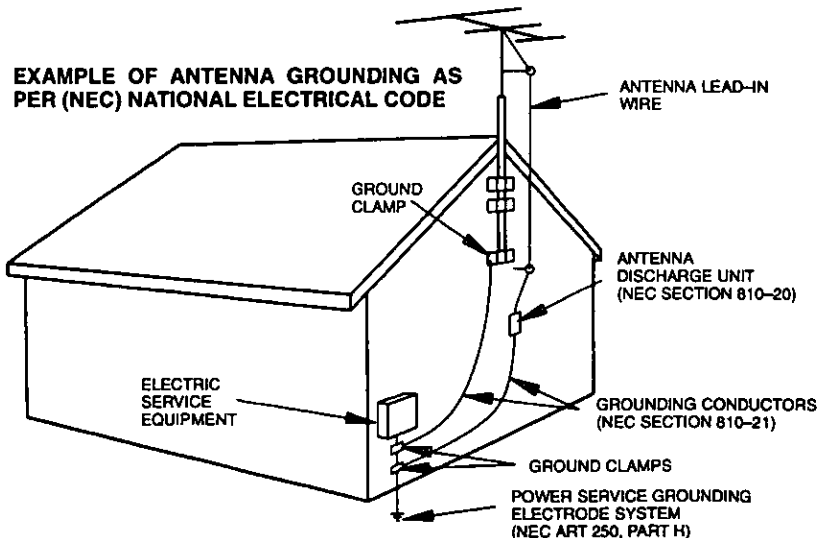 EXAMPLE OF ANTENNA GROUNDING AS
PER (NEC) NATIONAL ELECTRICAL CODE
ANTENNA LEAD–IN
WIRE
GROUND
CLAMP
ANTENNA
DISCHARGE UNIT
(NEC SECTION 810–20)
ELECTRIC
SERVICE
EQUIPMENT
GROUNDING CONDUCTORS
(NEC SECTION 810–21)
GROUND CLAMPS
POWER SERVICE GROUNDING
ELECTRODE SYSTEM
(NEC ART 250, PART H)